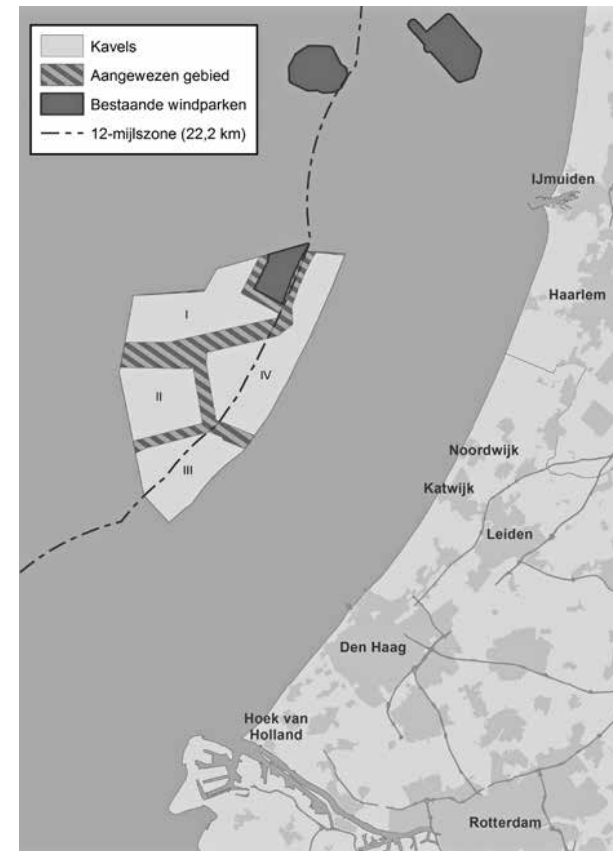 Kavels
Aangewezen gebied
Bestaande windparken
12-mijlszone (22,2 km)
IJmuiden
Haarlem
I
IV
II
Noordwijk
III
Katwijk
Leiden
Den Haag
Hoek van
Holland
Rotterdam